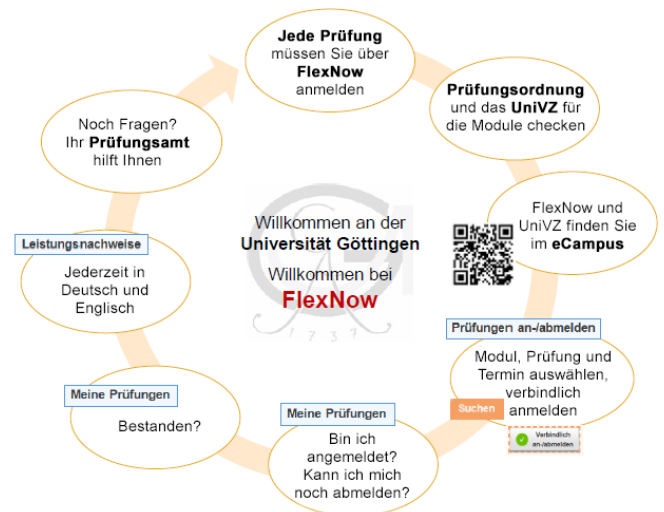 Jede Prüfung
müssen Sie über
FlexNow
anmelden
Prüfungsordnung
und das UniVZ für
die Module checken
FlexNow und
UniVZ finden Sie
im eCampus
Prüfungen an-/abmelden
Modul, Prüfung und
Termin auswählen,
verbindlich
anmelden
Suchen
Verbindlich
an-/abmelden
Meine Prüfungen
Bin ich
angemeldet?
Kann ich mich
noch abmelden?
Meine Prüfungen
Bestanden?
Leistungsnachweise
Jederzeit in
Deutsch und
Englisch
Noch Fragen?
Ihr Prüfungsamt
hilft Ihnen
Willkommen an der
Universität Göttingen
Willkommen bei
FlexNow
1737